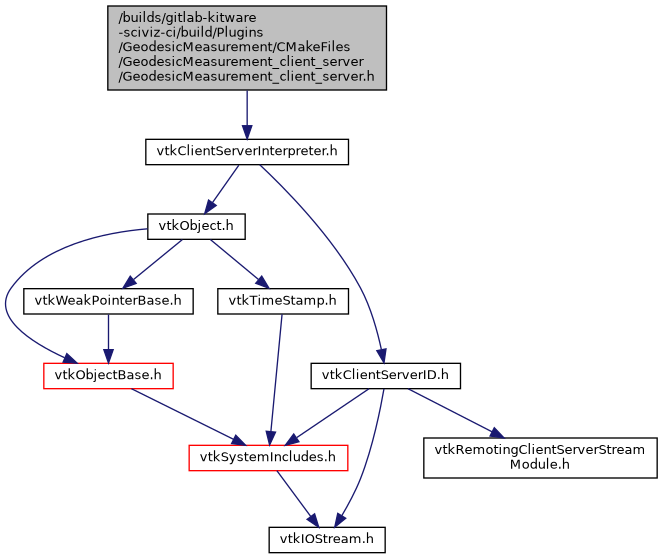 /builds/gitlab-kitware
-sciviz-ci/build/Plugins
/GeodesicMeasurement/CMakeFiles
/GeodesicMeasurement_client_server
/GeodesicMeasurement_client_server.h
vtkClientServerInterpreter.h
vtkObject.h
vtkWeakPointerBase.h
vtkTimeStamp.h
vtkObjectBase.h
vtkClientServerID.h
vtkSystemIncludes.h
vtkRemotingClientServerStream
Module.h
vtkIOStream.h